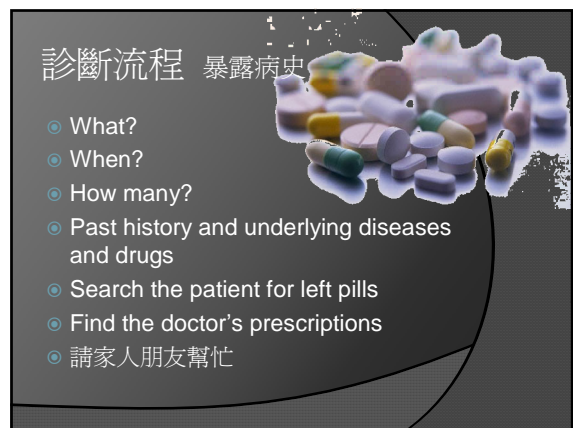 診斷流程 暴露病史
What?
When?
How many?
Past history and underlying diseases
and drugs
Search the patient for left pills
Find the doctor's prescriptions
請家人朋友幫忙